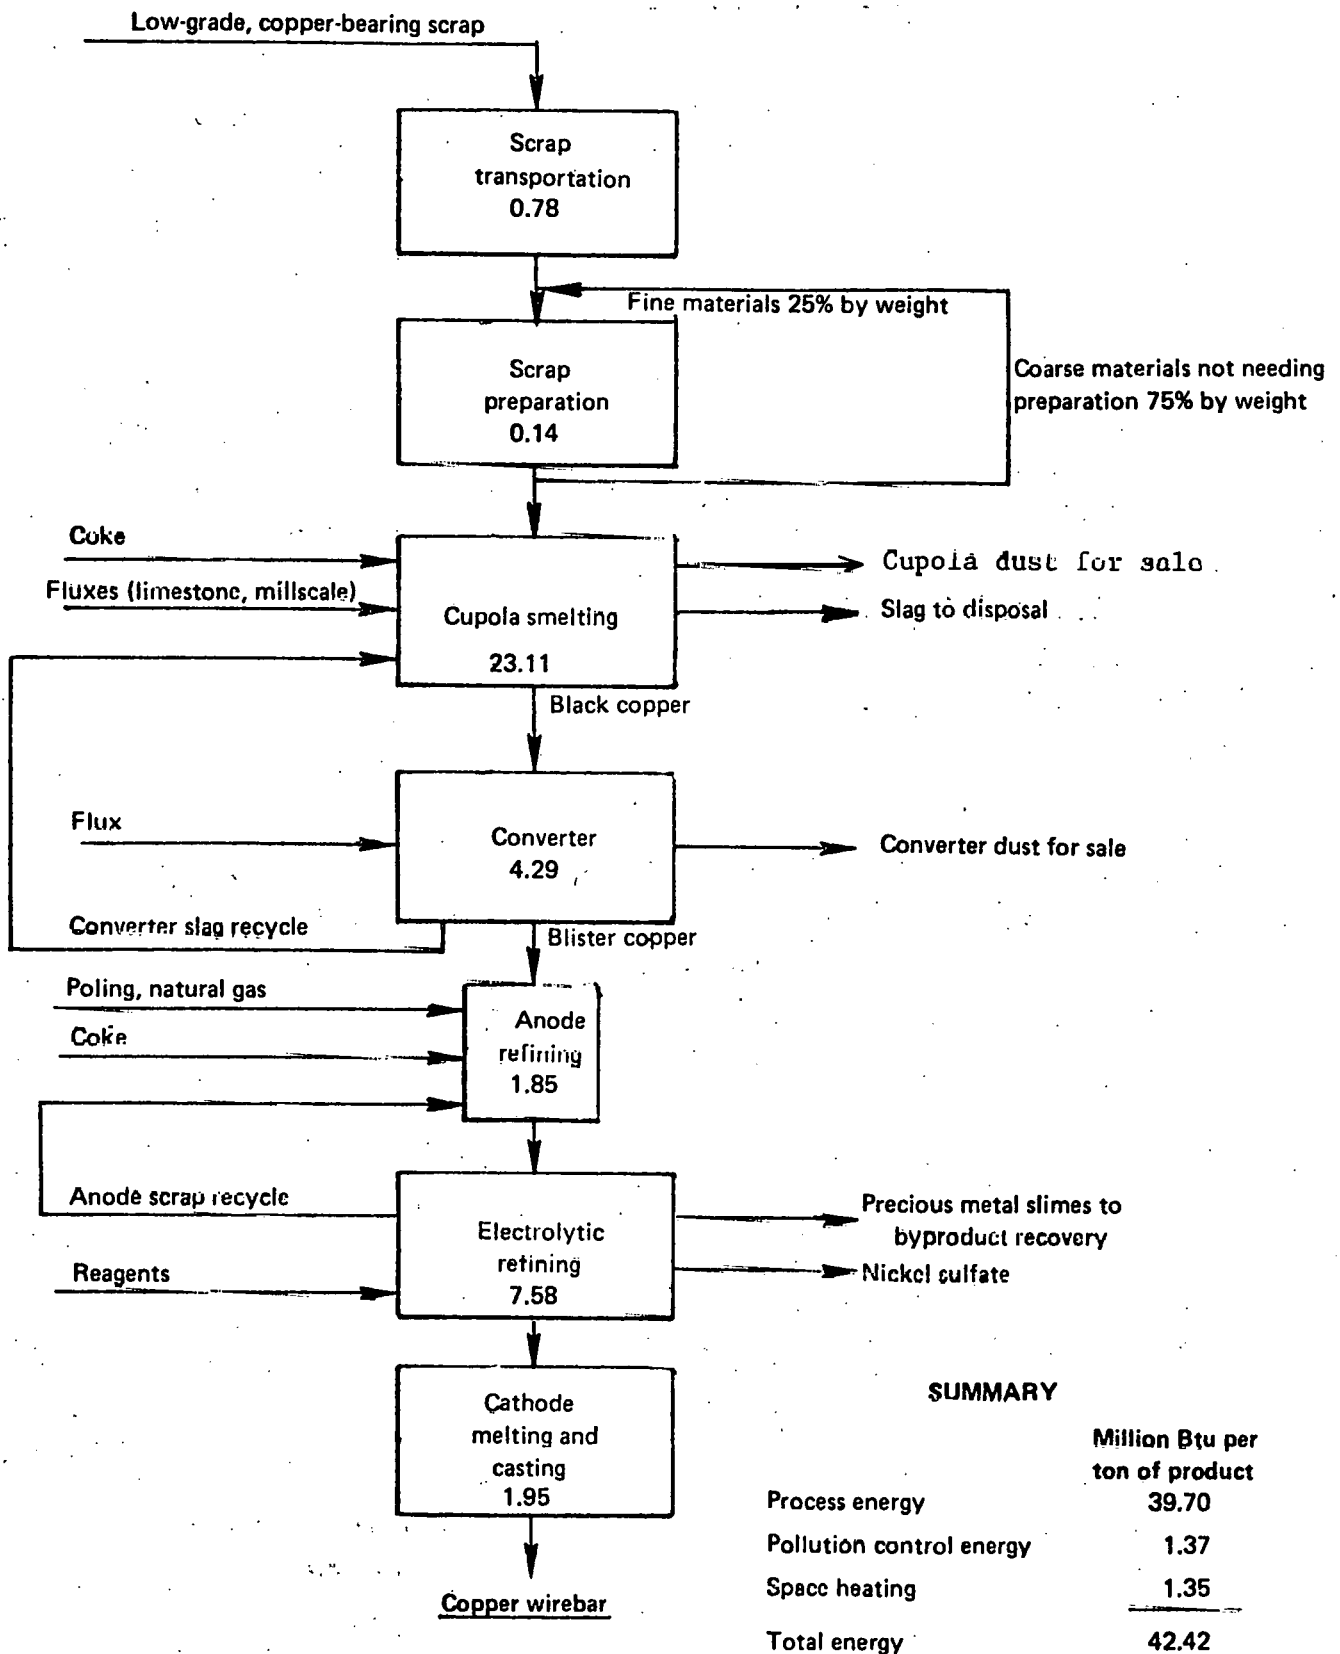 Low-grade, copper-bearing scrap
Scrap
transportation
0.78
Fine materials 25% by weight
Coarse materials not needing
preparation 75% by weight
Scrap
preparation
0.14
Coke
Fluxes (limestone, millscale)
Cupola smelting
23.11
Cupola dust for sale
Slag to disposal
Black copper
Flux
Converter
4.29
Converter dust for sale
Converter slag recycle
Blister copper
Poling, natural gas
Coke
Anode
refining
1.85
Anode scrap recycle
Reagents
Electrolytic
refining
7.58
Precious metal slimes to
byproduct recovery
Nickel sulfate
Cathode
melting and
casting
1.95
Copper wirebar
SUMMARY
Million Btu per
ton of product
Process energy 39.70
Pollution control energy 1.37
Space heating 1.35
Total energy 42.42